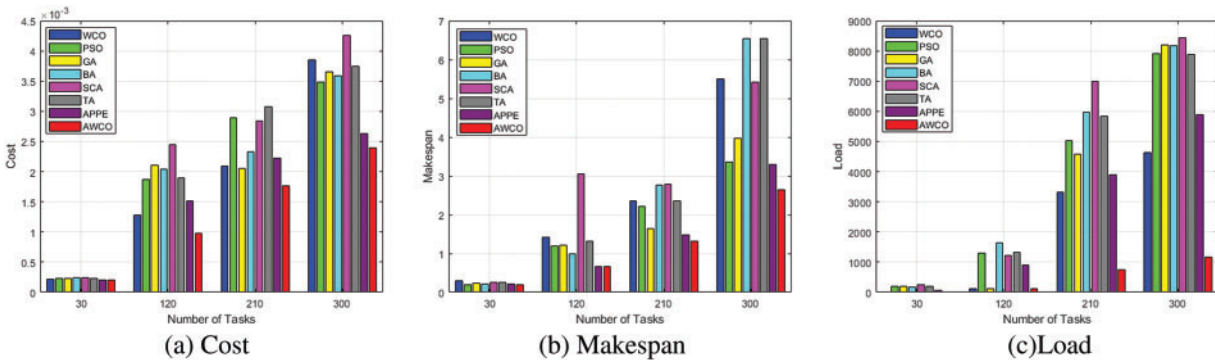 ×10⁻³
4.5
4
3.5
3
2.5
2
1.5
1
0.5
0
Cost
WCO
PSO
GA
BA
SCA
TA
APPE
AWCO
30 120 210 300
Number of Tasks
(a) Cost
7
6
5
4
3
2
1
0
Makespan
WCO
PSO
GA
BA
SCA
TA
APPE
AWCO
30 120 210 300
Number of Tasks
(b) Makespan
9000
8000
7000
6000
5000
4000
3000
2000
1000
0
Load
WCO
PSO
GA
BA
SCA
TA
APPE
AWCO
30 120 210 300
Number of Tasks
(c)Load